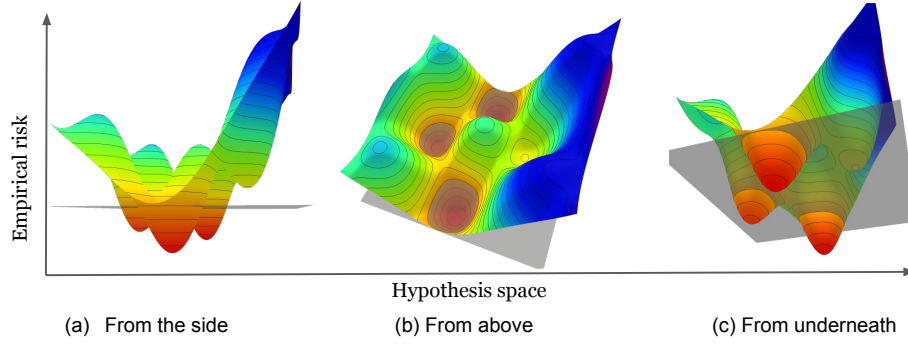 Empirical risk
Hypothesis space
(a) From the side
(b) From above
(c) From underneath